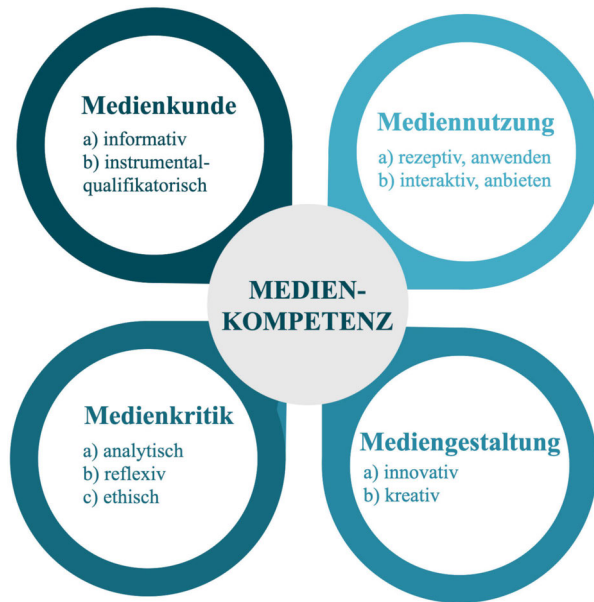 Medienkunde
a) informativ
b) instrumental-
qualifikatorisch
Mediennutzung
a) rezeptiv, anwenden
b) interaktiv, anbieten
MEDIEN-
KOMPETENZ
Medienkritik
a) analytisch
b) reflexiv
c) ethisch
Mediengestaltung
a) innovativ
b) kreativ